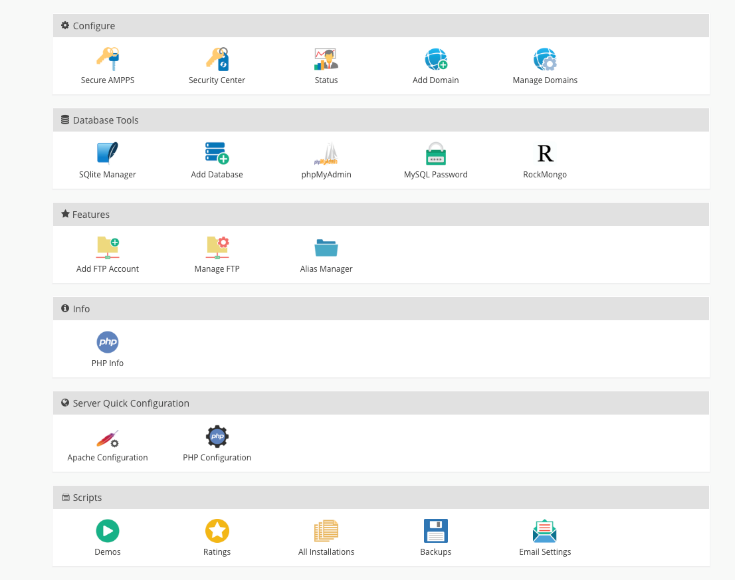 Configure
Secure AMPPS
Security Center
Status
Add Domain
Manage Domains
Database Tools
SQlite Manager
Add Database
phpMyAdmin
MySQL Password
R
RockMongo
Features
Add FTP Account
Manage FTP
Alias Manager
Info
php
PHP Info
Server Quick Configuration
php
Apache Configuration
PHP Configuration
Scripts
Demos
Ratings
All Installations
Backups
Email Settings